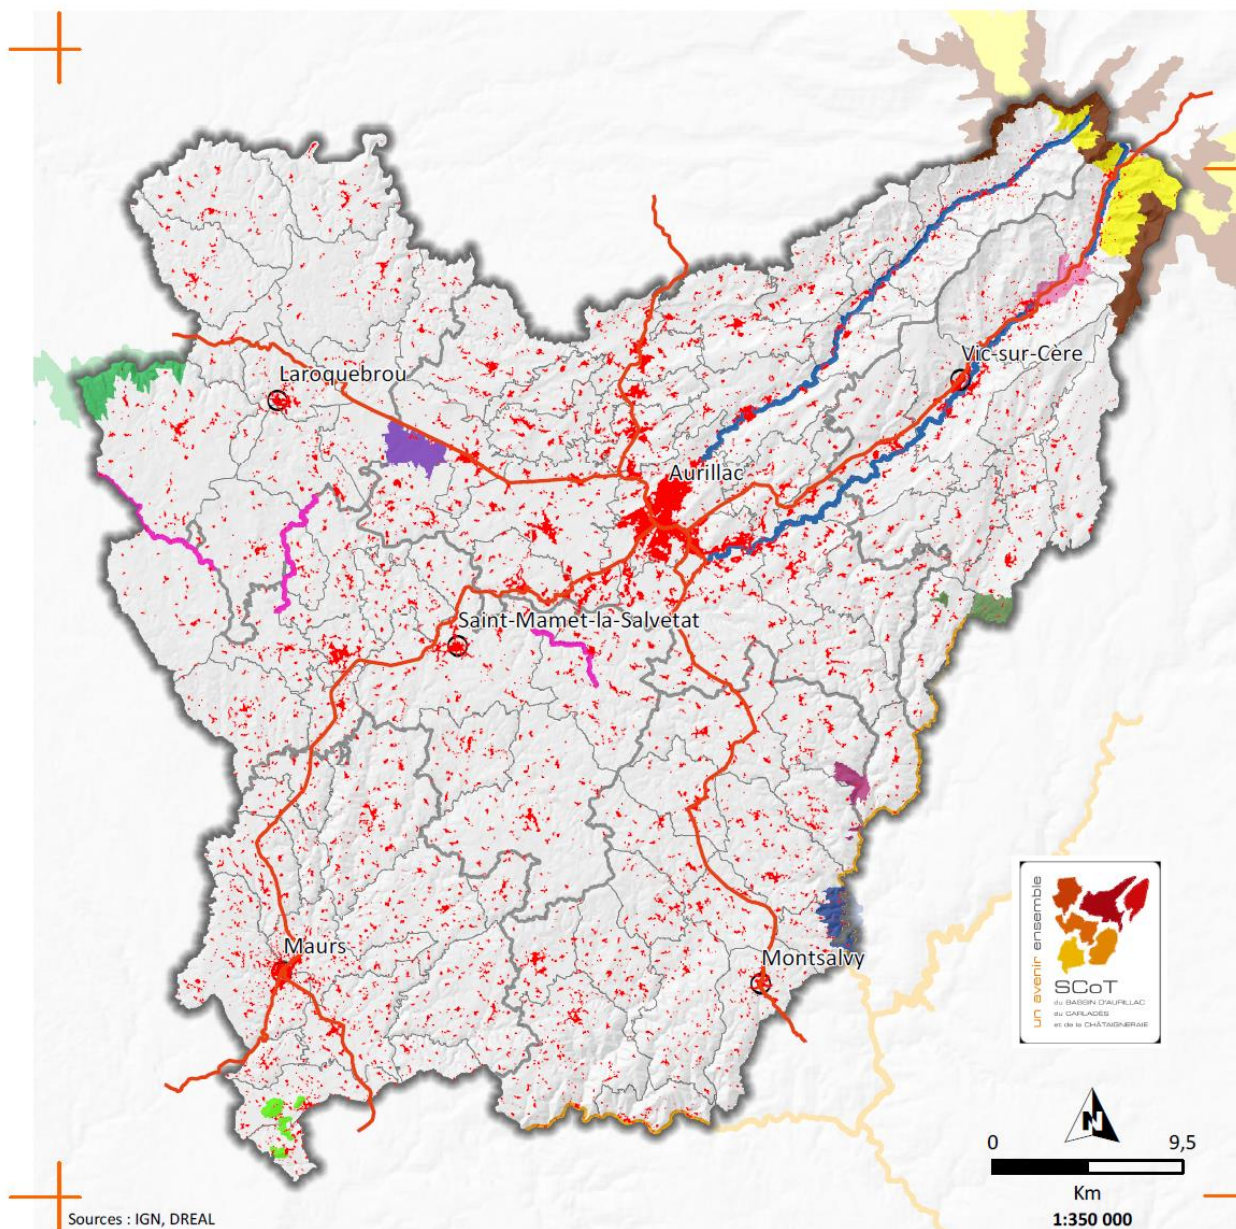 Laroquebrou
Vic-sur-Cère
Aurillac
Saint-Mamet-la-Salvetat
Maurs
Montsalvy
un avenir ensemble
SCoT
du BASSIN D'AURILLAC
du CARLADÈS
et de la CHÂTAIGNERAIE
N
0 9,5
Km
1:350 000
Sources : IGN, DREAL